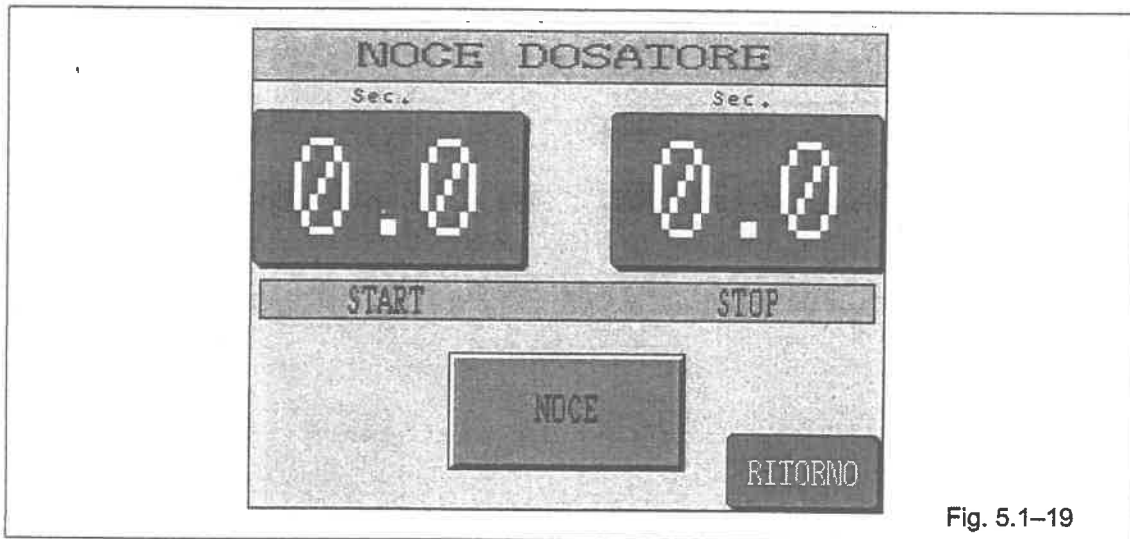 NOCE DOSATORE
Sec. Sec.
0.0 0.0
START STOP
NOCE
RITORNO
Fig. 5.1–19